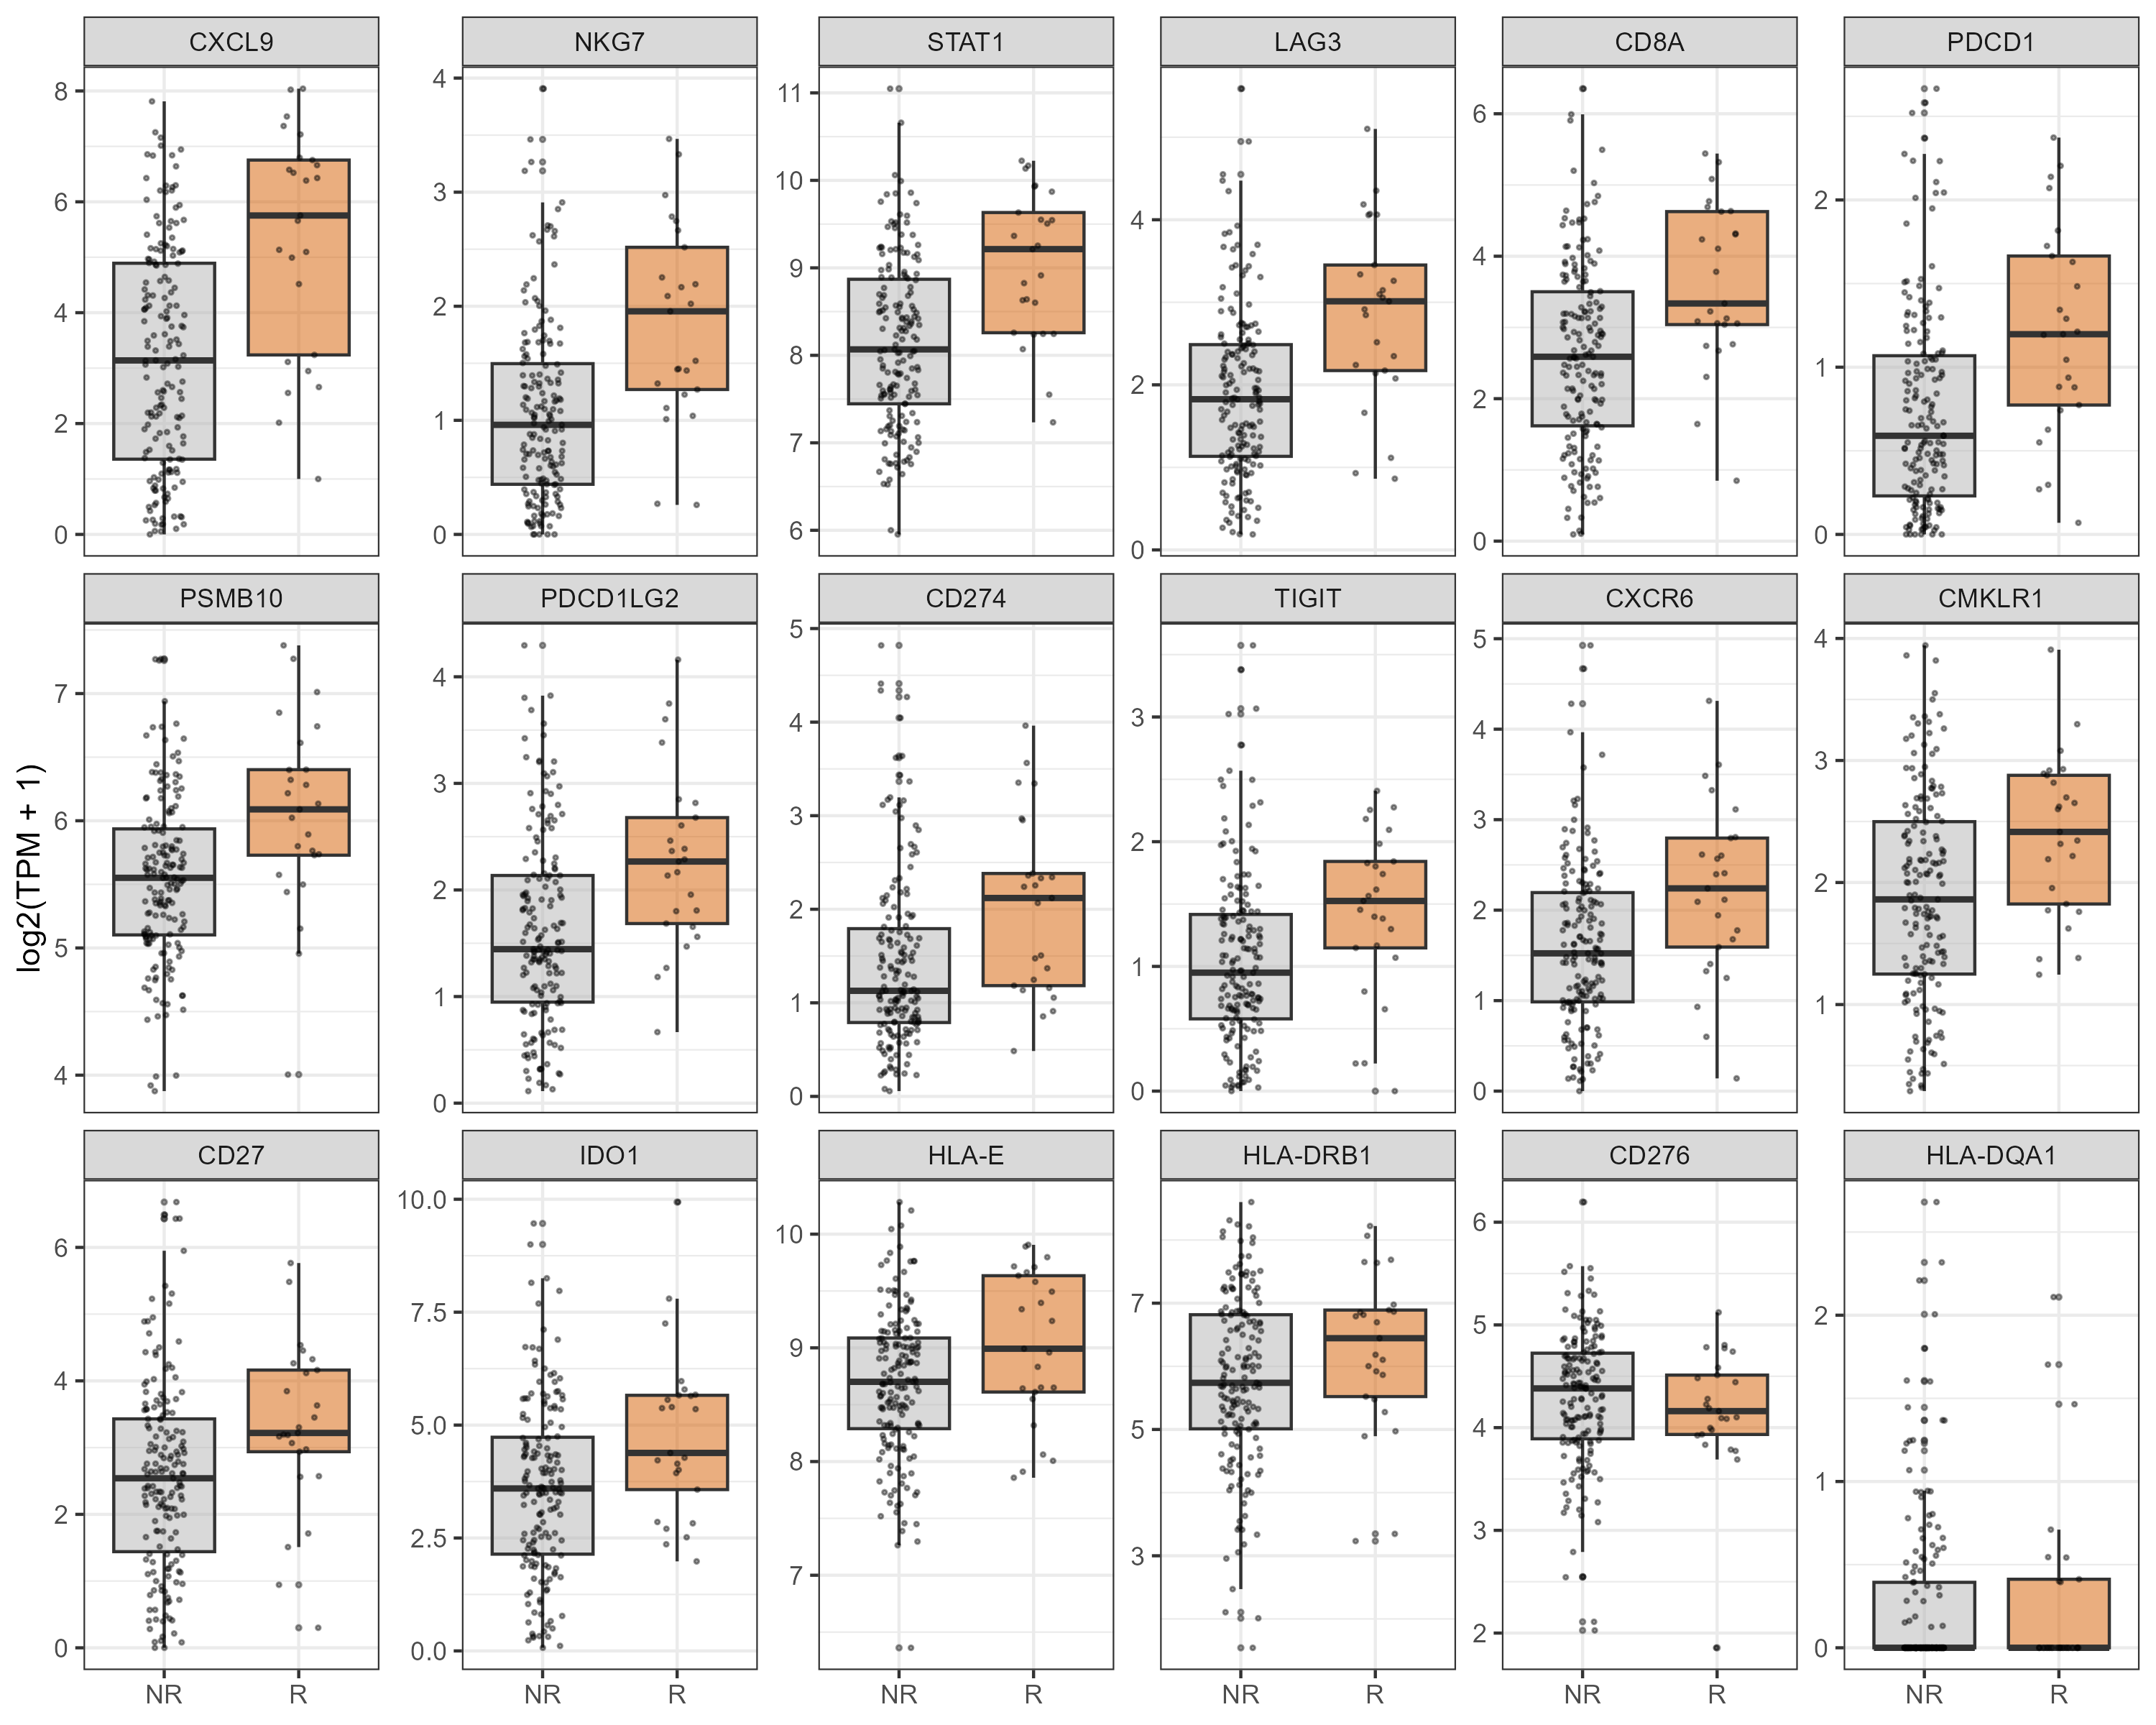 CXCL9 NKG7 STAT1 LAG3 CD8A PDCD1
8 6 4 2 0
4 3 2 1 0
11 10 9 8 7 6
4 2 0
6 4 2 0
2 1 0
PSMB10 PDCD1LG2 CD274 TIGIT CXCR6 CMKLR1
7 6 5 4
4 3 2 1 0
5 4 3 2 1 0
3 2 1 0
5 4 3 2 1 0
4 3 2 1
log2(TPM + 1)
CD27 IDO1 HLA-E HLA-DRB1 CD276 HLA-DQA1
6 4 2 0
10.0 7.5 5.0 2.5 0.0
10 9 8 7
7 5 3
6 5 4 3 2
2 1 0
NR R NR R NR R NR R NR R NR R